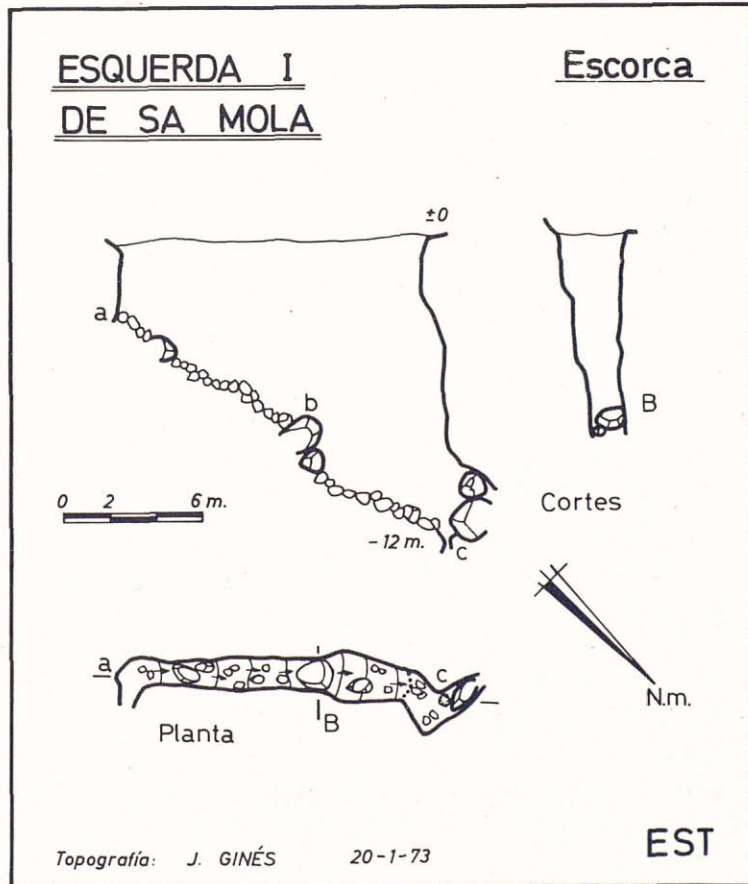 ESQUERDA I
DE SA MOLA
Escorca
±0
a
b
B
0 2 6 m.
Cortes
-12 m.
c
a
c
B
N.m.
Planta
EST
Topografía: J. GINÉS 20-1-73